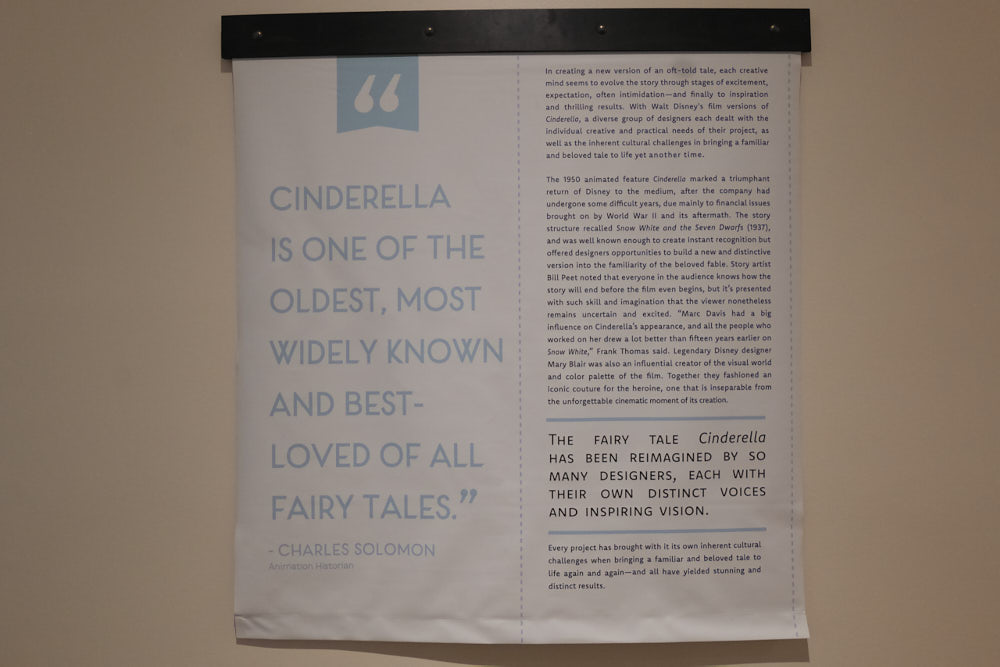 “
CINDERELLA
IS ONE OF THE
OLDEST, MOST
WIDELY KNOWN
AND BEST-
LOVED OF ALL
FAIRY TALES.”
- CHARLES SOLOMON
Animation Historian
In creating a new version of an oft-told tale, each creative
mind seems to evolve the story through stages of excitement,
expectation, often intimidation—and finally to inspiration
and thrilling results. With Walt Disney's film versions of
Cinderella, a diverse group of designers each dealt with the
individual creative and practical needs of their project, as
well as the inherent cultural challenges in bringing a familiar
and beloved tale to life yet another time.
The 1950 animated feature Cinderella marked a triumphant
return of Disney to the medium, after the company had
undergone some difficult years, due mainly to financial issues
brought on by World War II and its aftermath. The story
structure recalled Snow White and the Seven Dwarfs (1937),
and was well known enough to create instant recognition but
offered designers opportunities to build a new and distinctive
version into the familiarity of the beloved fable. Story artist
Bill Peet noted that everyone in the audience knows how the
story will end before the film even begins, but it's presented
with such skill and imagination that the viewer nonetheless
remains uncertain and excited. “Marc Davis had a big
influence on Cinderella's appearance, and all the people who
worked on her drew a lot better than fifteen years earlier on
Snow White,” Frank Thomas said. Legendary Disney designer
Mary Blair was also an influential creator of the visual world
and color palette of the film. Together they fashioned an
iconic couture for the heroine, one that is inseparable from
the unforgettable cinematic moment of its creation.
THE FAIRY TALE Cinderella
HAS BEEN REIMAGINED BY SO
MANY DESIGNERS, EACH WITH
THEIR OWN DISTINCT VOICES
AND INSPIRING VISION.
Every project has brought with it its own inherent cultural
challenges when bringing a familiar and beloved tale to
life again and again—and all have yielded stunning and
distinct results.